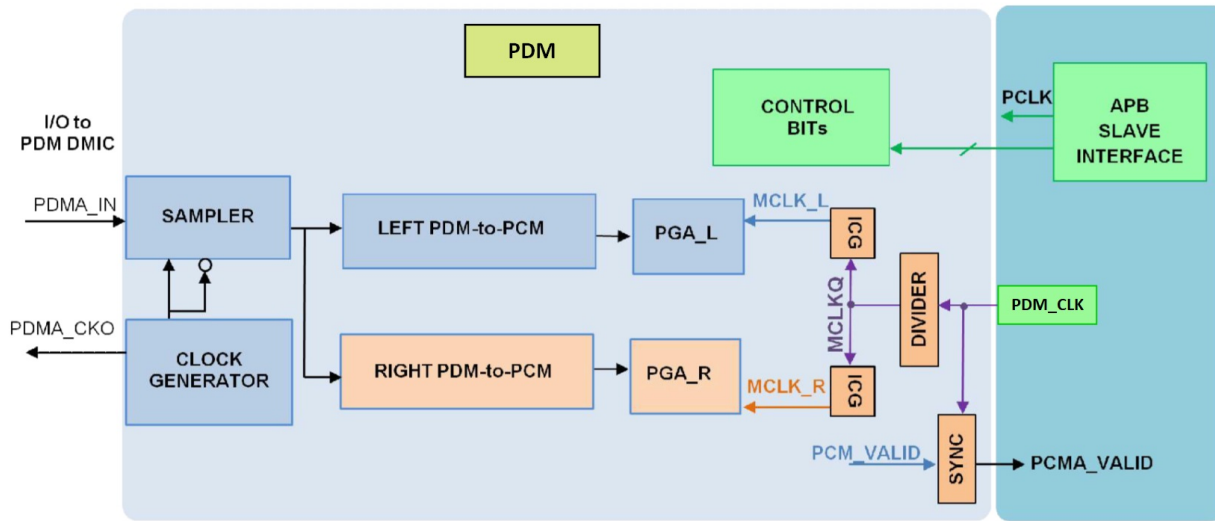 PDM
I/O to
PDM DMIC
CONTROL
BITs
PCLK
APB
SLAVE
INTERFACE
PDMA_IN
SAMPLER
LEFT PDM-to-PCM
PGA_L
MCLK_L
ICG
MCLKQ
DIVIDER
PDM_CLK
PDMA_CKO
CLOCK
GENERATOR
RIGHT PDM-to-PCM
PGA_R
MCLK_R
ICG
PCM_VALID
SYNC
PCMA_VALID